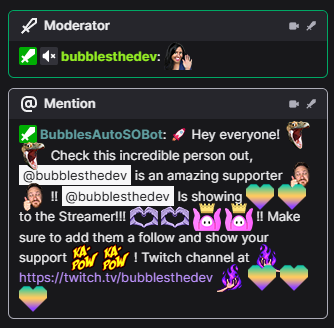 Moderator
bubblesthedev:
@ Mention
BubblesAutoSOBot: Hey everyone!
Check this incredible person out,
@bubblesthedev is an amazing supporter
!! @bubblesthedev Is showing
to the Streamer!!! !! Make
sure to add them a follow and show your
support KA-POW KA-POW ! Twitch channel at
https://twitch.tv/bubblesthedev